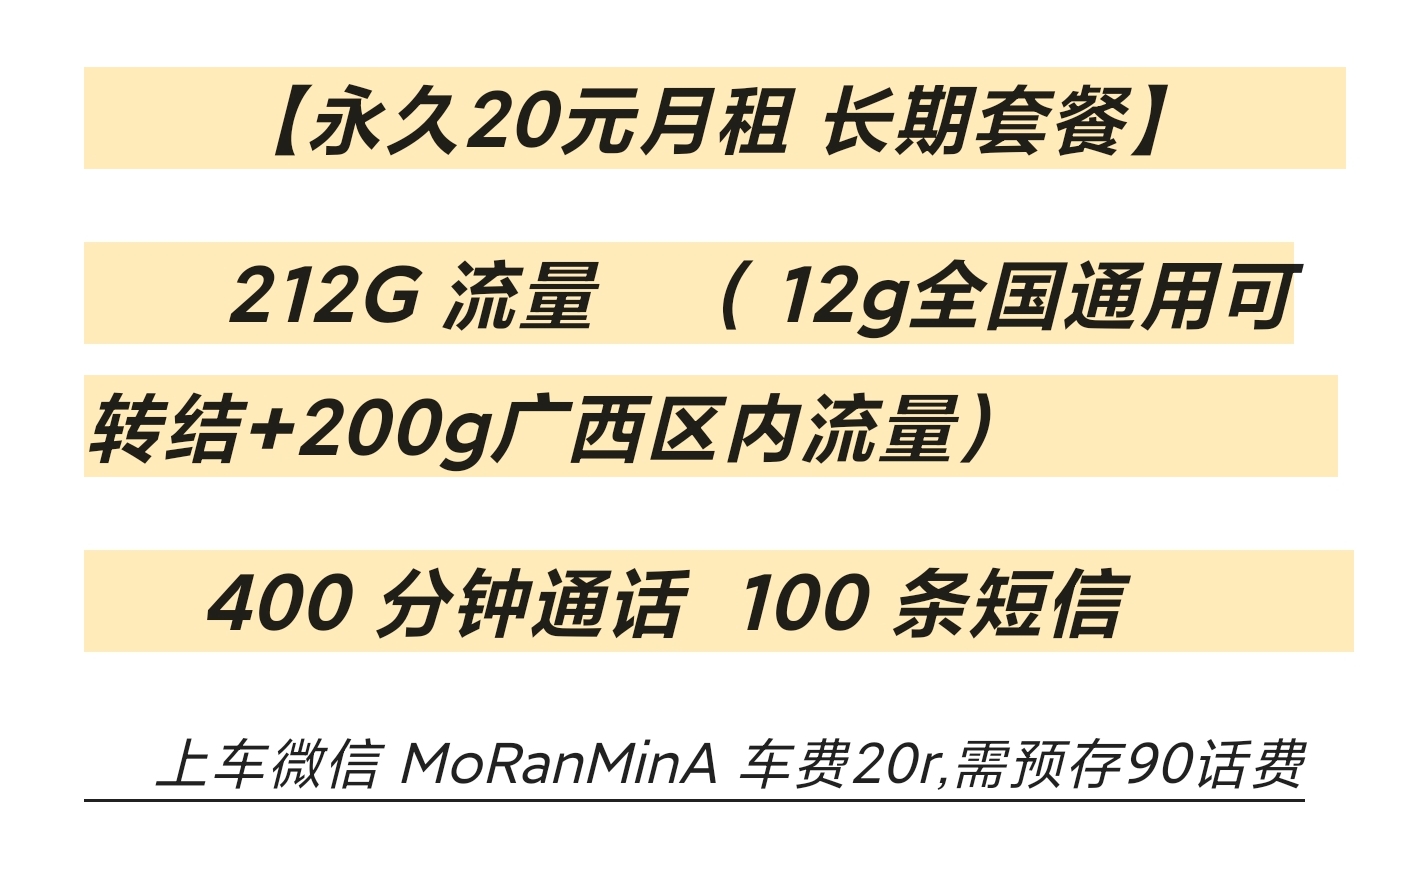 【永久20元月租 长期套餐】
212G 流量 （ 12g全国通用可
转结+200g广西区内流量）
400 分钟通话 100 条短信
上车微信 MoRanMinA 车费20r,需预存90话费